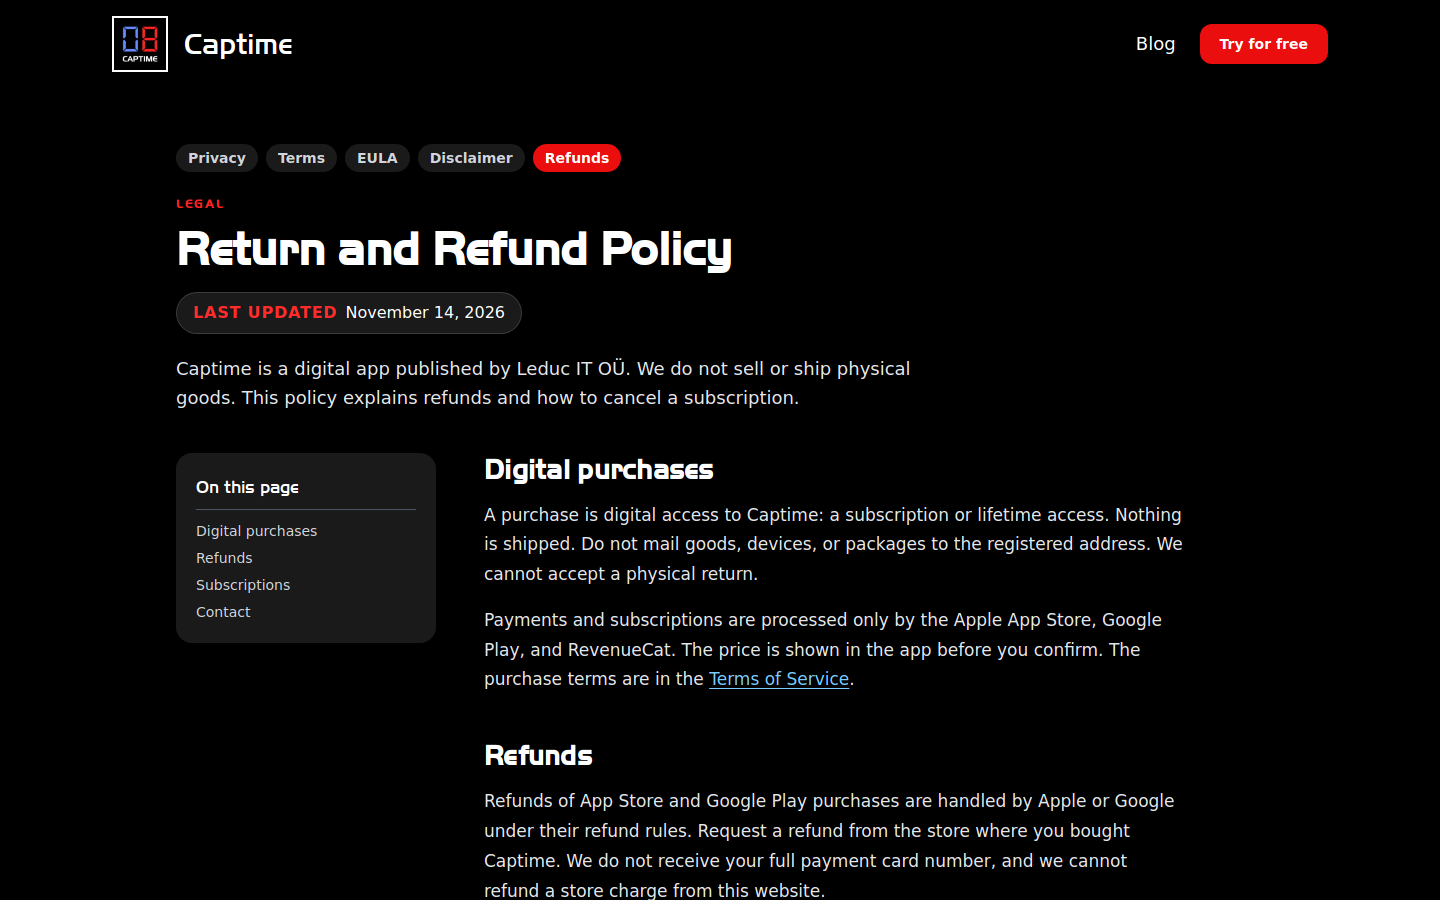 08
CAPTIME
Captime
Blog
Try for free
Privacy
Terms
EULA
Disclaimer
Refunds
LEGAL
Return and Refund Policy
LAST UPDATED November 14, 2026
Captime is a digital app published by Leduc IT OÜ. We do not sell or ship physical
goods. This policy explains refunds and how to cancel a subscription.
On this page
Digital purchases
Refunds
Subscriptions
Contact
Digital purchases
A purchase is digital access to Captime: a subscription or lifetime access. Nothing
is shipped. Do not mail goods, devices, or packages to the registered address. We
cannot accept a physical return.
Payments and subscriptions are processed only by the Apple App Store, Google
Play, and RevenueCat. The price is shown in the app before you confirm. The
purchase terms are in the Terms of Service.
Refunds
Refunds of App Store and Google Play purchases are handled by Apple or Google
under their refund rules. Request a refund from the store where you bought
Captime. We do not receive your full payment card number, and we cannot
refund a store charge from this website.